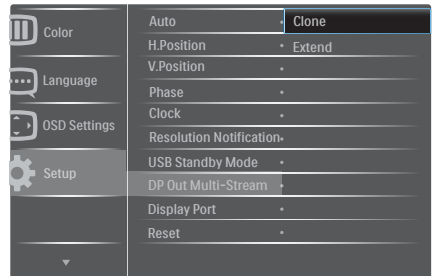 Color
Language
OSD Settings
Setup
Auto
H.Position
V.Position
Phase
Clock
Resolution Notification
USB Standby Mode
DP Out Multi-Stream
Display Port
Reset
Clone
Extend